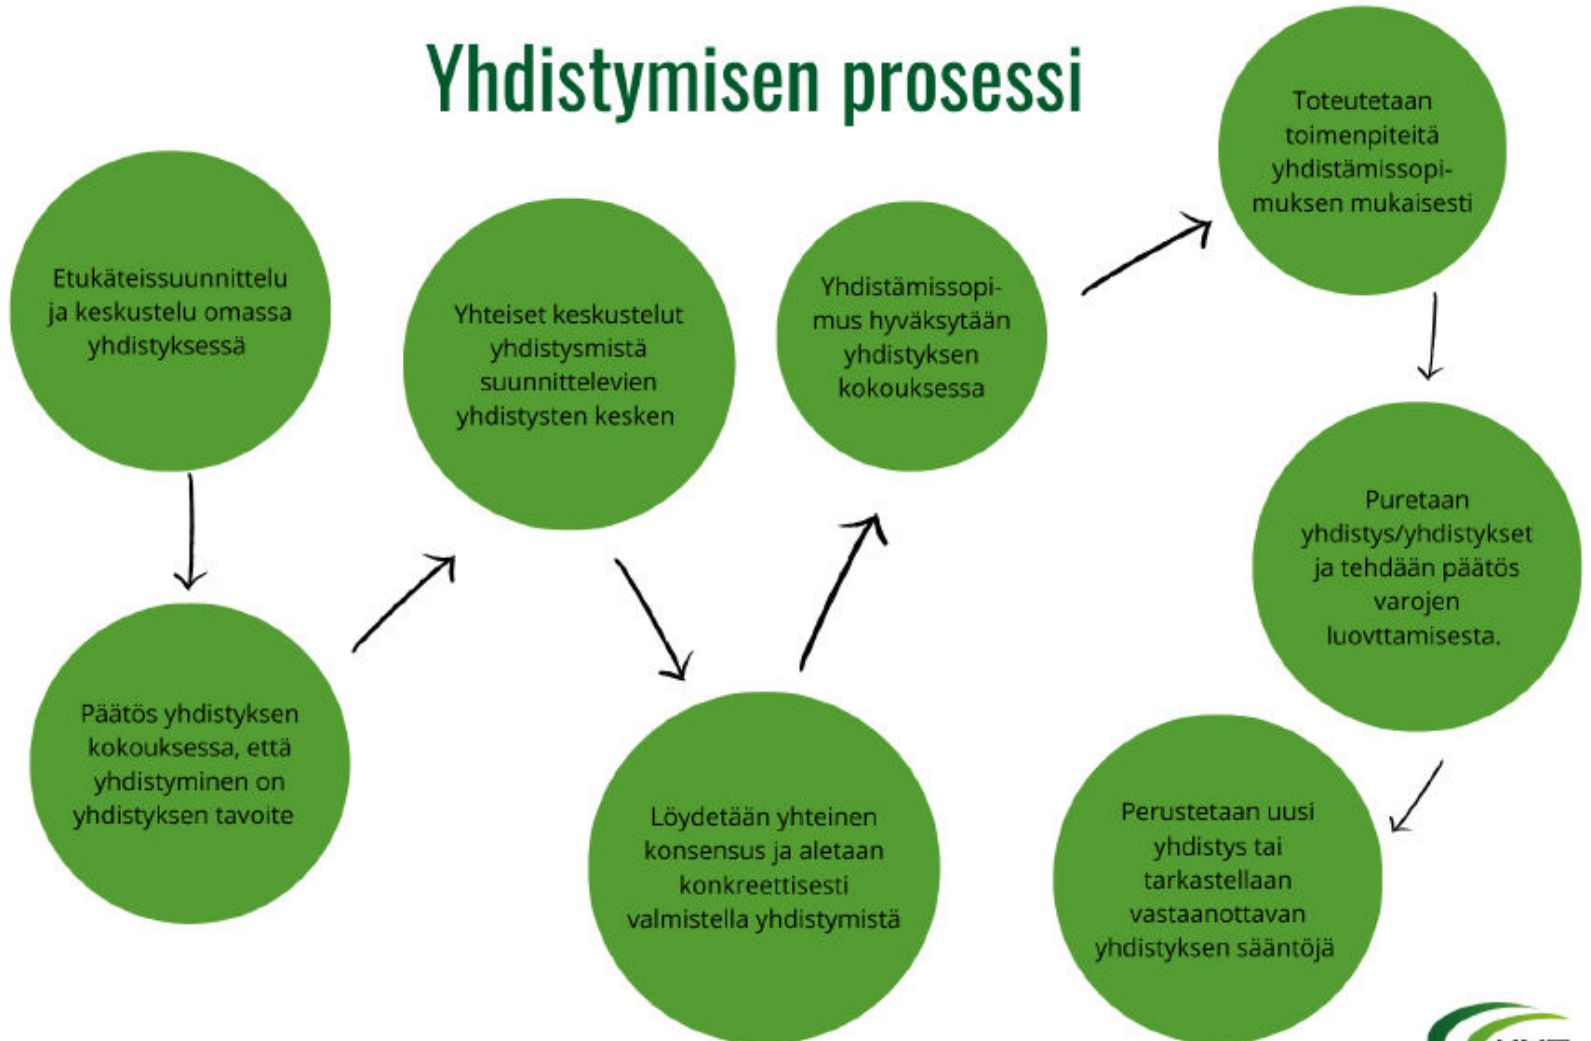 Yhdistymisen prosessi
Etukäteissuunnittelu
ja keskustelu omassa
yhdistyksessä
Päätös yhdistyksen
kokouksessa, että
yhdistyminen on
yhdistyksen tavoite
Yhteiset keskustelut
yhdistysmistä
suunnittelevien
yhdistysten kesken
Löydetään yhteinen
konsensus ja aletaan
konkreettisesti
valmistella yhdistymistä
Yhdistämissopi-
mus hyväksytään
yhdistyksen
kokouksessa
Toteutetaan
toimenpiteitä
yhdistämissopi-
muksen mukaisesti
Puretaan
yhdistys/yhdistykset
ja tehdään päätös
varojen
luovttamisesta.
Perustetaan uusi
yhdistys tai
tarkastellaan
vastaanottavan
yhdistyksen sääntöjä